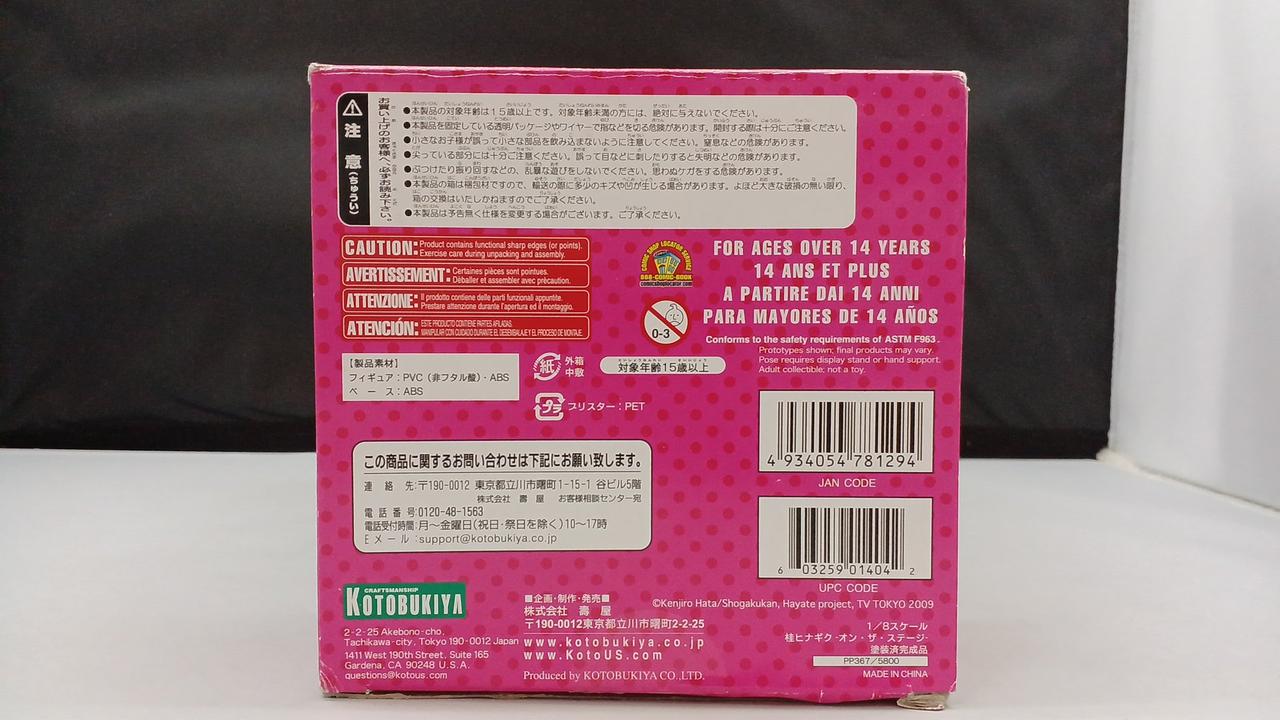 注意(ちゅうい)
お買い上げのお客様へ、必ずお読み下さい。
●本製品の対象年齢は15歳以上です。対象年齢未満の方には、絶対に与えないでください。
●本製品を固定している透明パッケージやワイヤーで指などを切る危険があります。開封する際は十分にご注意ください。
●小さなお子様が誤って小さな部品を飲み込まないように注意してください。窒息などの危険があります。
●尖っている部分には十分ご注意ください。誤って目などに刺したりすると失明などの危険があります。
●ぶつけたり振り回すなどの、乱暴な遊びをしないでください。思わぬケガをする危険があります。
●本製品の箱は梱包材ですので、輸送の際に多少のキズや凹が生じる場合があります。よほど大きな破損の無い限り、
箱の交換はいたしかねますのでご了承ください。
●本製品は予告無く仕様を変更する場合がございます。ご了承ください。
CAUTION: Product contains functional sharp edges (or points).
Exercise care during unpacking and assembly.
AVERTISSEMENT: Certaines pièces sont pointues.
Déballer et assembler avec précaution.
ATTENZIONE: Il prodotto contiene delle parti funzionali appuntite.
Prestare attenzione durante l'apertura ed il montaggio.
ATENCIÓN: ESTE PRODUCTO CONTIENE PARTES AFILADAS.
MANIPULAR CON CUIDADO DURANTE EL DESEMBALAJE Y EL PROCESO DE MONTAJE.
COMIC SHOP LOCATOR SERVICE
888-COMIC-BOOK
comicshoplocator.com
0-3
FOR AGES OVER 14 YEARS
14 ANS ET PLUS
A PARTIRE DAI 14 ANNI
PARA MAYORES DE 14 AÑOS
Conforms to the safety requirements of ASTM F963.
Prototypes shown; final products may vary.
Pose requires display stand or hand support.
Adult collectible; not a toy.
【製品素材】
フィギュア:PVC(非フタル酸)・ABS
ベース:ABS
紙 外箱
中敷
対象年齢15歳以上
プラ ブリスター:PET
この商品に関するお問い合わせは下記にお願い致します。
連絡先:〒190-0012 東京都立川市曙町1-15-1 谷ビル5階
株式会社 壽屋 お客様相談センター宛
電話番号:0120-48-1563
電話受付時間:月〜金曜日(祝日・祭日を除く)10〜17時
Eメール:support@kotobukiya.co.jp
4 934054 781294
JAN CODE
6 03259 01404 2
UPC CODE
CRAFTSMANSHIP
KOTOBUKIYA
2-2-25 Akebono-cho,
Tachikawa-city, Tokyo 190-0012 Japan
1411 West 190th Street, Suite 165
Gardena, CA 90248 U.S.A.
questions@kotous.com
■企画・制作・発売■
株式会社 壽屋
〒190-0012東京都立川市曙町2-2-25
www.kotobukiya.co.jp
www.KotoUS.com
Produced by KOTOBUKIYA CO.,LTD.
©Kenjiro Hata/Shogakukan, Hayate project, TV TOKYO 2009
1/8スケール
桂ヒナギク-オン・ザ・ステージ-
塗装済完成品
PP367/5800
MADE IN CHINA